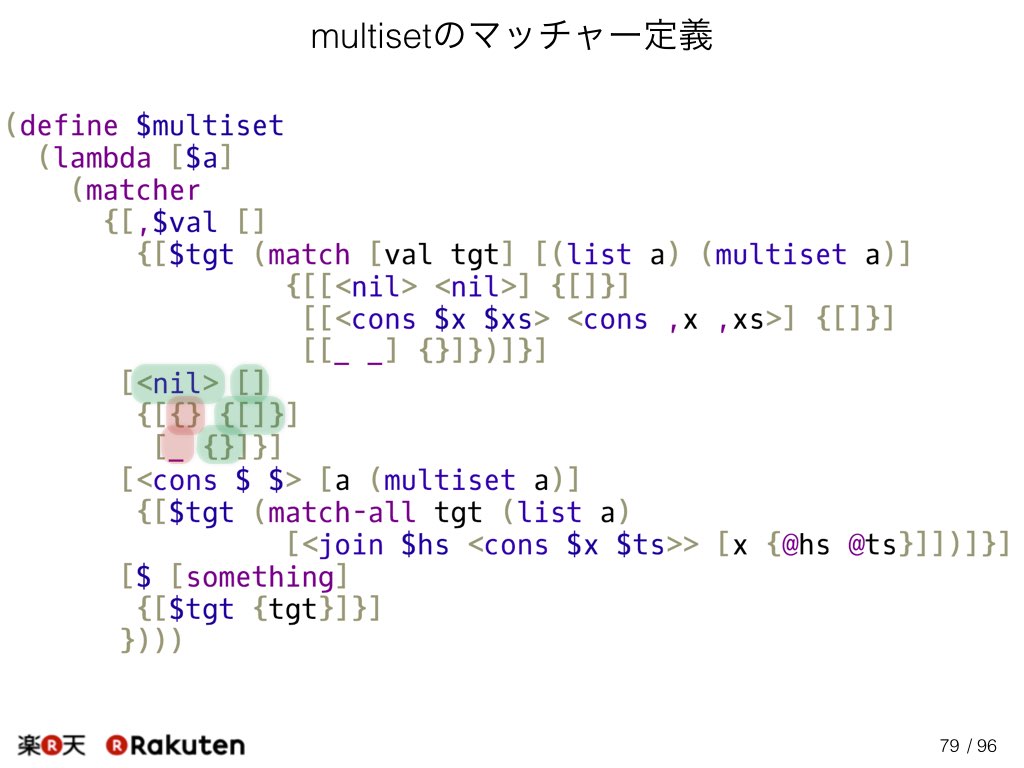 multisetのマッチャー定義
(define $multiset
  (lambda [$a]
    (matcher
      {[,$val []
        {[$tgt (match [val tgt] [(list a) (multiset a)]
                 {[[<nil> <nil>] {[]}]
                  [[<cons $x $xs> <cons ,x ,xs>] {[]}]
                  [[_ _] {}]})]}]
       [<nil> []
        {[{} {[]}]
         [_ {}]}]
       [<cons $ $> [a (multiset a)]
        {[$tgt (match-all tgt (list a)
                 [<join $hs <cons $x $ts>> [x {@hs @ts}]])]}]
       [$ [something]
        {[$tgt {tgt}]}]
       })))
楽R天 R Rakuten
79 / 96